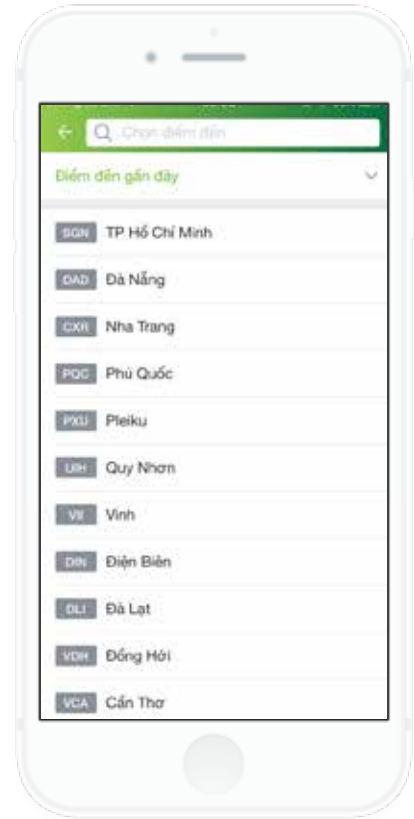 Chọn điểm đến
Điểm đến gần đây
SGN TP Hồ Chí Minh
DAD Đà Nẵng
CXR Nha Trang
PQC Phú Quốc
PXU Pleiku
UIH Quy Nhơn
VII Vinh
DIN Điện Biên
DLI Đà Lạt
VDH Đồng Hới
VCA Cần Thơ